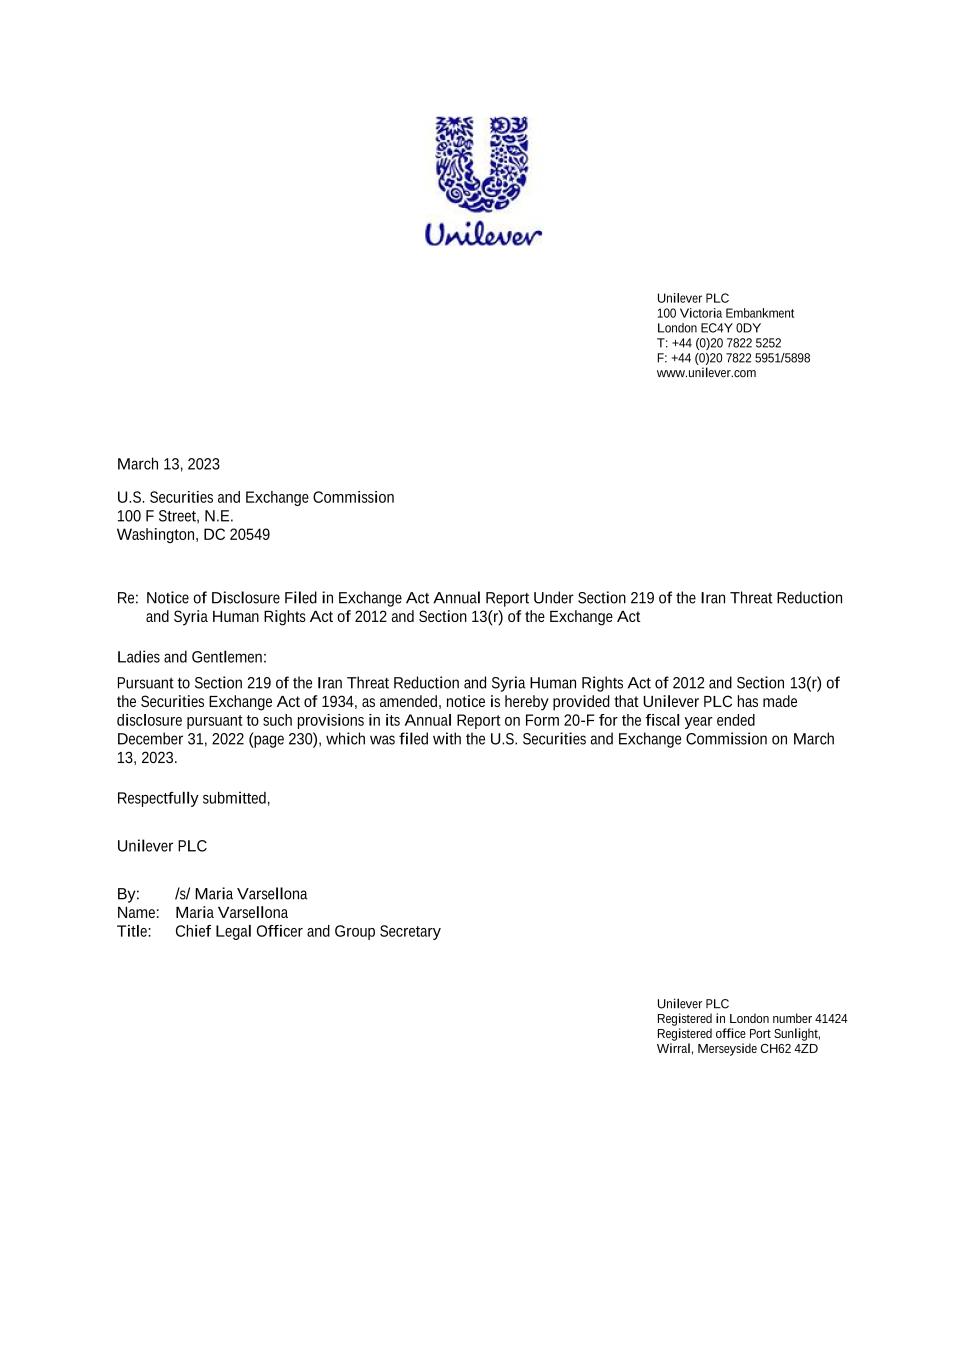 Unilever
Unilever PLC
100 Victoria Embankment
London EC4Y 0DY
T: +44 (0)20 7822 5252
F: +44 (0)20 7822 5951/5898
www.unilever.com
March 13, 2023
U.S. Securities and Exchange Commission
100 F Street, N.E.
Washington, DC 20549
Re: Notice of Disclosure Filed in Exchange Act Annual Report Under Section 219 of the Iran Threat Reduction
and Syria Human Rights Act of 2012 and Section 13(r) of the Exchange Act
Ladies and Gentlemen:
Pursuant to Section 219 of the Iran Threat Reduction and Syria Human Rights Act of 2012 and Section 13(r) of
the Securities Exchange Act of 1934, as amended, notice is hereby provided that Unilever PLC has made
disclosure pursuant to such provisions in its Annual Report on Form 20-F for the fiscal year ended
December 31, 2022 (page 230), which was filed with the U.S. Securities and Exchange Commission on March
13, 2023.
Respectfully submitted,
Unilever PLC
By: /s/ Maria Varsellona
Name: Maria Varsellona
Title: Chief Legal Officer and Group Secretary
Unilever PLC
Registered in London number 41424
Registered office Port Sunlight,
Wirral, Merseyside CH62 4ZD